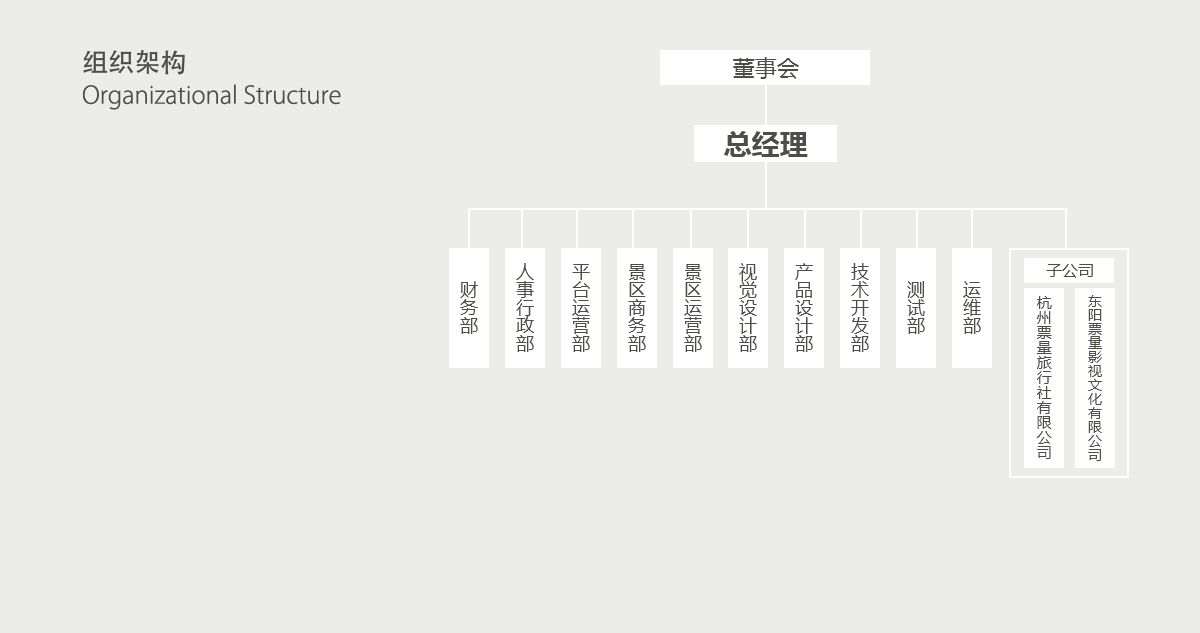 组织架构
Organizational Structure
董事会
总经理
财务部
人事行政部
平台运营部
景区商务部
景区运营部
视觉设计部
产品设计部
技术开发部
测试部
运维部
子公司
杭州票量旅行社有限公司
东阳票量影视文化有限公司